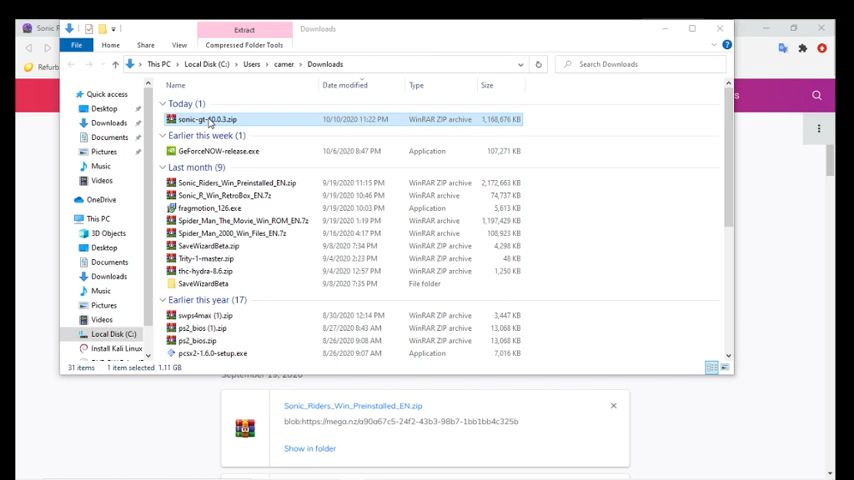 Sonic R
Extract
Downloads
File
Home
Share
View
Compressed Folder Tools
This PC
Local Disk (C:)
Users
camer
Downloads
Search Downloads
Refurb
Name
Date modified
Type
Size
Quick access
Desktop
Downloads
Documents
Pictures
Music
Videos
OneDrive
This PC
3D Objects
Desktop
Documents
Downloads
Music
Pictures
Videos
Local Disk (C:)
Install Kali Linux
Today (1)
sonic-gt-10.0.3.zip 10/10/2020 11:22 PM WinRAR ZIP archive 1,168,676 KB
Earlier this week (1)
GeForceNOW-release.exe 10/6/2020 8:47 PM Application 107,271 KB
Last month (9)
Sonic_Riders_Win_Preinstalled_EN.zip 9/19/2020 11:15 PM WinRAR ZIP archive 2,172,663 KB
Sonic_R_Win_RetroBox_EN.7z 9/19/2020 10:46 PM WinRAR archive 74,737 KB
fragmotion_126.exe 9/19/2020 10:03 PM Application 5,613 KB
Spider_Man_The_Movie_Win_ROM_EN.7z 9/19/2020 1:19 PM WinRAR archive 1,197,429 KB
Spider_Man_2000_Win_Files_EN.7z 9/16/2020 4:17 PM WinRAR archive 108,923 KB
SaveWizardBeta.zip 9/8/2020 7:34 PM WinRAR ZIP archive 4,298 KB
Trity-1-master.zip 9/4/2020 2:23 PM WinRAR ZIP archive 48 KB
thc-hydra-8.6.zip 9/4/2020 12:57 PM WinRAR ZIP archive 1,250 KB
SaveWizardBeta 9/8/2020 7:35 PM File folder
Earlier this year (17)
swps4max (1).zip 8/30/2020 12:14 PM WinRAR ZIP archive 3,447 KB
ps2_bios (1).zip 8/27/2020 8:43 AM WinRAR ZIP archive 13,068 KB
ps2_bios.zip 8/26/2020 9:08 AM WinRAR ZIP archive 13,068 KB
pcsx2-1.6.0-setup.exe 8/26/2020 9:07 AM Application 7,016 KB
31 items 1 item selected 1.11 GB
September 19, 2020
Sonic_Riders_Win_Preinstalled_EN.zip
blob:https://mega.nz/a90a67c5-24f2-43b3-98b7-1bb1bb4c325b
Show in folder